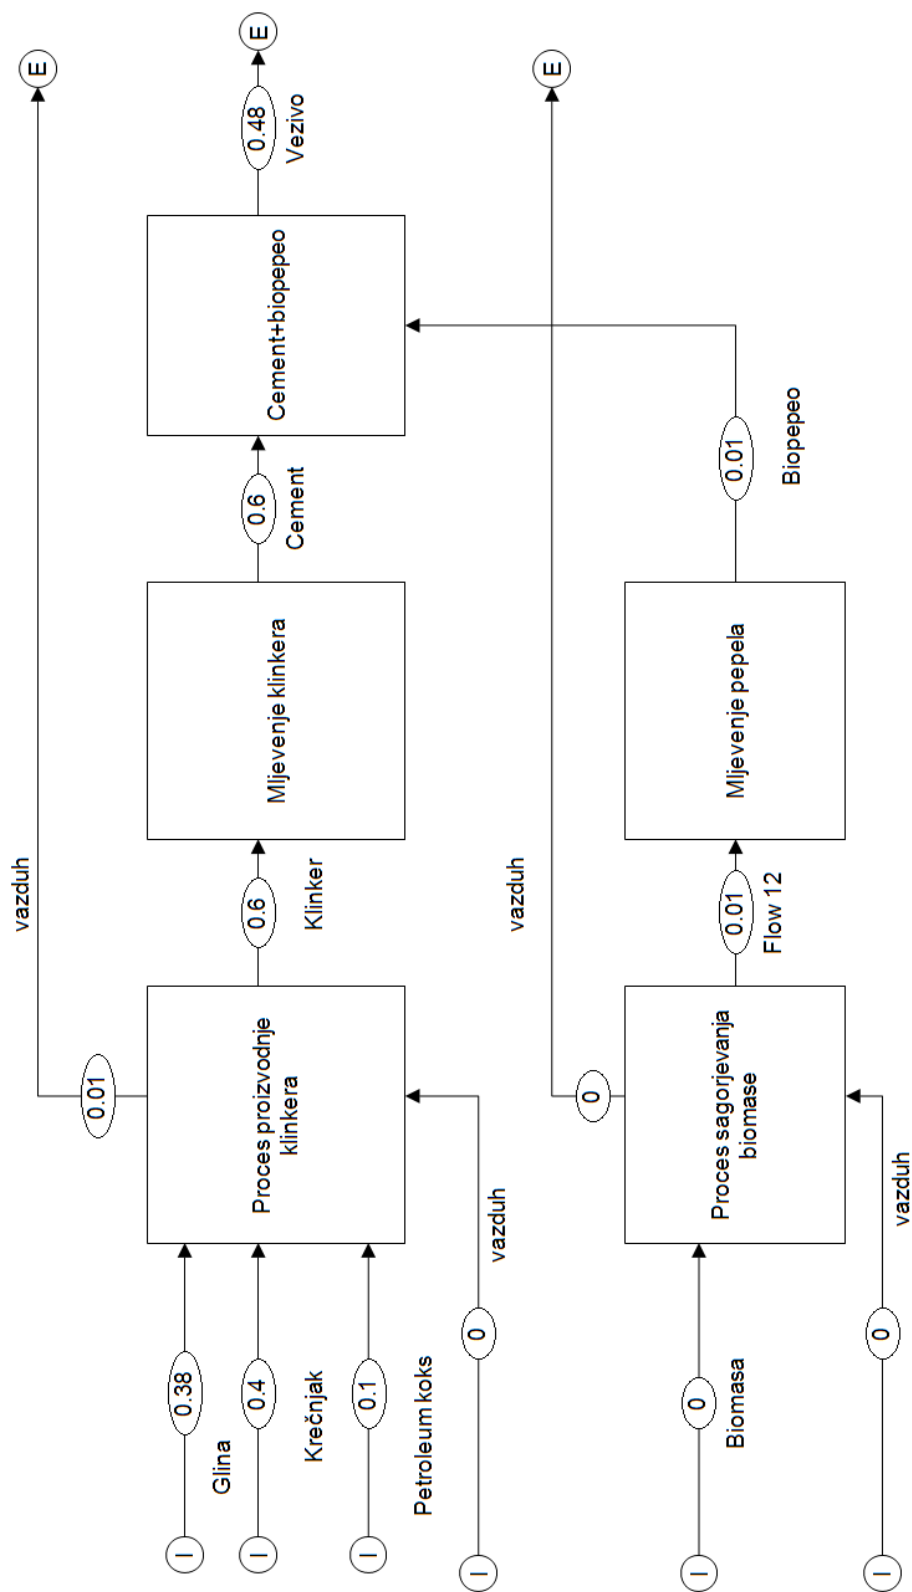 E
vazduh
0.01
I
0.38
Glina
I
0.4
Krečnjak
I
0.1
Petroleum koks
I
0
vazduh
Proces proizvodnje
klinkera
0.6
Klinker
Mljevenje klinkera
0.6
Cement
Cement+biopepeo
0.48
Vezivo
E
E
vazduh
0
I
0
Biomasa
I
0
vazduh
Proces sagorjevanja
biomase
0.01
Flow 12
Mljevenje pepela
0.01
Biopepeo